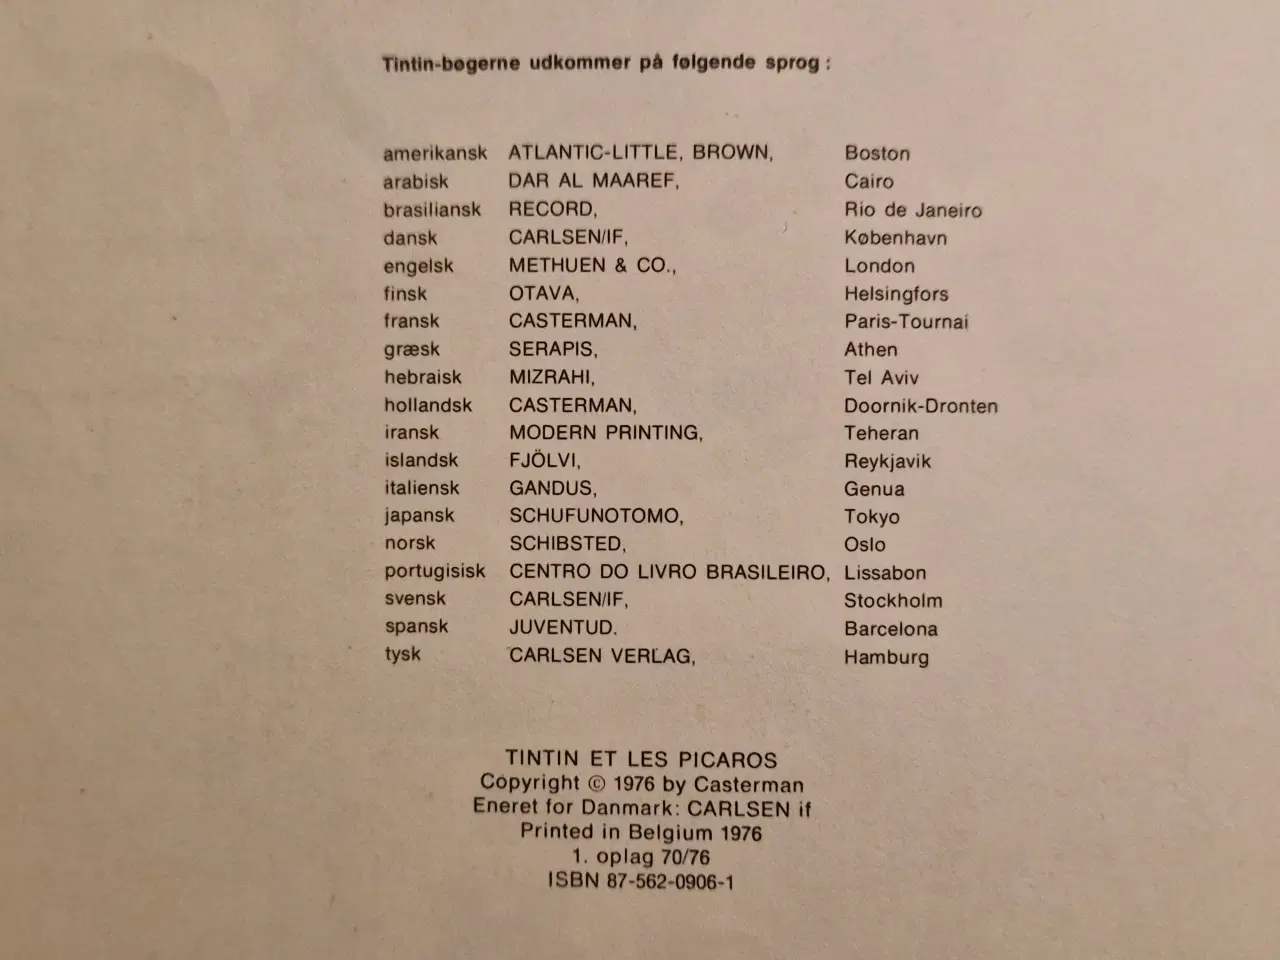 Tintin-bøgerne udkommer på følgende sprog :
amerikansk ATLANTIC-LITTLE, BROWN, Boston
arabisk DAR AL MAAREF, Cairo
brasiliansk RECORD, Rio de Janeiro
dansk CARLSEN/IF, København
engelsk METHUEN & CO., London
finsk OTAVA, Helsingfors
fransk CASTERMAN, Paris-Tournai
græsk SERAPIS, Athen
hebraisk MIZRAHI, Tel Aviv
hollandsk CASTERMAN, Doornik-Dronten
iransk MODERN PRINTING, Teheran
islandsk FJÖLVI, Reykjavik
italiensk GANDUS, Genua
japansk SCHUFUNOTOMO, Tokyo
norsk SCHIBSTED, Oslo
portugisisk CENTRO DO LIVRO BRASILEIRO, Lissabon
svensk CARLSEN/IF, Stockholm
spansk JUVENTUD. Barcelona
tysk CARLSEN VERLAG, Hamburg
TINTIN ET LES PICAROS
Copyright © 1976 by Casterman
Eneret for Danmark: CARLSEN if
Printed in Belgium 1976
1. oplag 70/76
ISBN 87-562-0906-1